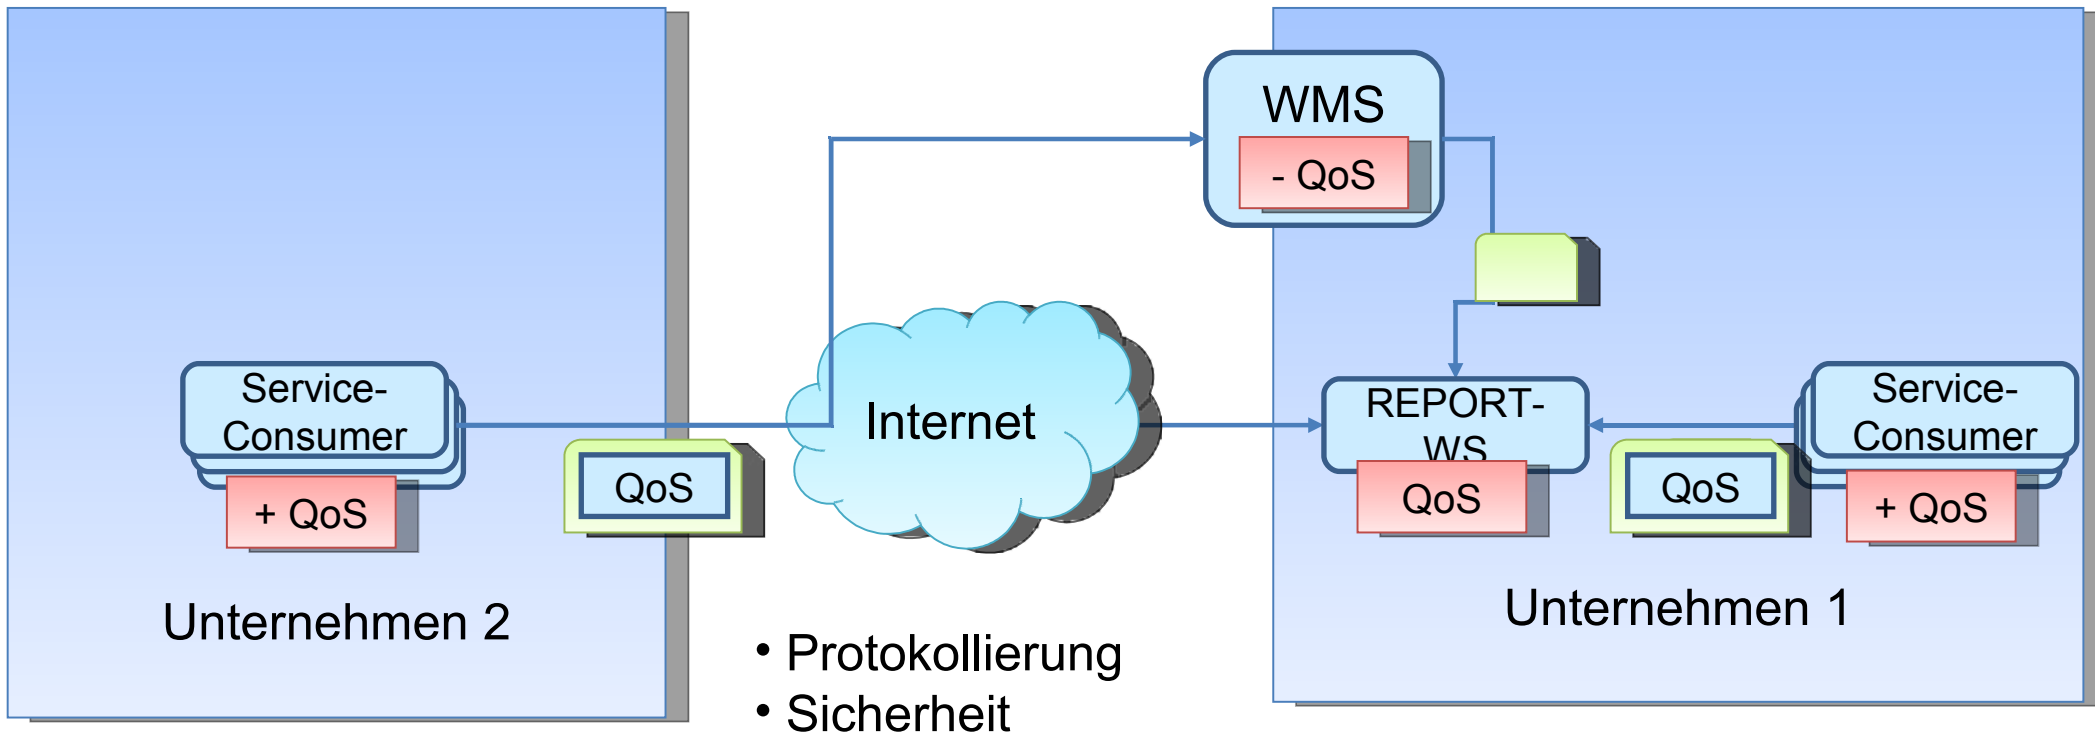 WMS
- QoS
Service-
Consumer
+ QoS
QoS
Internet
REPORT-
WS
QoS
QoS
Service-
Consumer
+ QoS
Unternehmen 2
Unternehmen 1
• Protokollierung
• Sicherheit